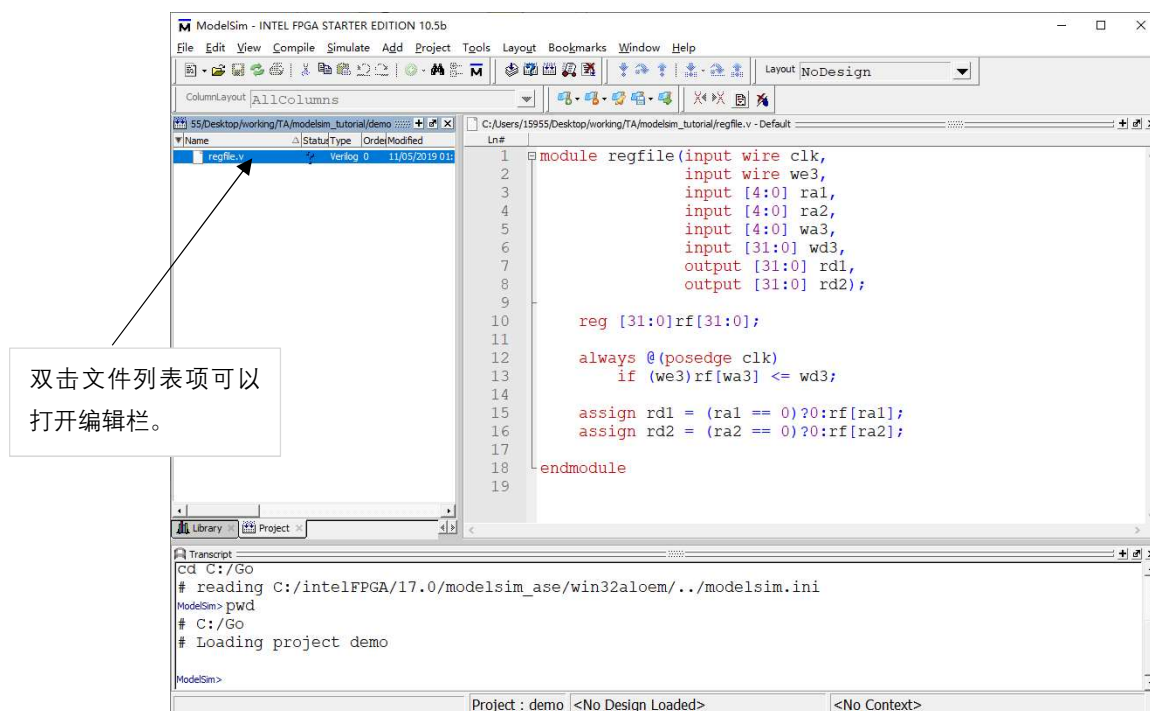 ModelSim - INTEL FPGA STARTER EDITION 10.5b
File Edit View Compile Simulate Add Project Tools Layout Bookmarks Window Help
Layout NoDesign
ColumnLayout AllColumns
55/Desktop/working/TA/modelsim_tutorial/demo
Name Status Type Order Modified
regfile.v Verilog 0 11/05/2019 01:
双击文件列表项可以
打开编辑栏。
Library Project
C:/Users/15955/Desktop/working/TA/modelsim_tutorial/regfile.v - Default
Ln#
1 module regfile(input wire clk,
2 input wire we3,
3 input [4:0] ra1,
4 input [4:0] ra2,
5 input [4:0] wa3,
6 input [31:0] wd3,
7 output [31:0] rd1,
8 output [31:0] rd2);
9
10 reg [31:0]rf[31:0];
11
12 always @(posedge clk)
13 if (we3)rf[wa3] <= wd3;
14
15 assign rd1 = (ra1 == 0)?0:rf[ra1];
16 assign rd2 = (ra2 == 0)?0:rf[ra2];
17
18 endmodule
19
Transcript
cd C:/Go
# reading C:/intelFPGA/17.0/modelsim_ase/win32aloem/../modelsim.ini
ModelSim> pwd
# C:/Go
# Loading project demo
ModelSim>
Project : demo <No Design Loaded> <No Context>